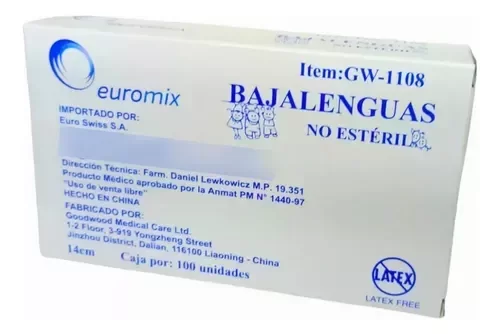 Item:GW-1108
euromix
BAJALENGUAS
NO ESTÉRIL
IMPORTADO POR:
Euro Swiss S.A.
Dirección Técnica: Farm. Daniel Lewkowicz M.P. 19.351
Producto Médico aprobado por la Anmat PM N° 1440-97
"Uso de venta libre"
HECHO EN CHINA
FABRICADO POR:
Goodwood Medical Care Ltd.
1-2 Floor, 3-919 Yongzheng Street
Jinzhou District, Dalian, 116100 Liaoning - China
14cm Caja por: 100 unidades
LATEX
LATEX FREE